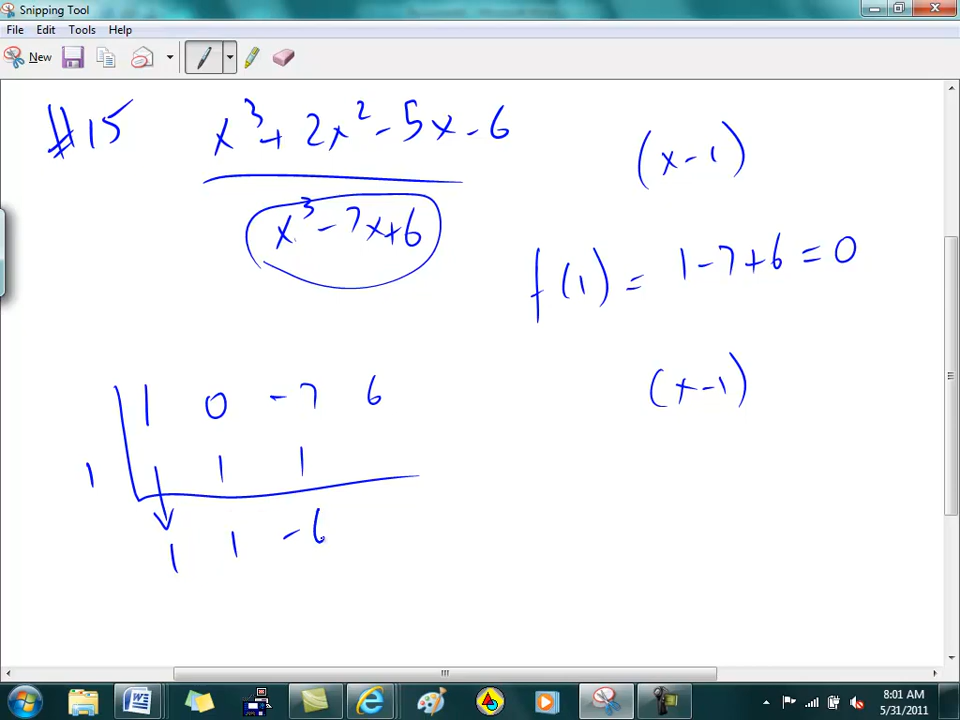 Snipping Tool
File Edit Tools Help
New
#15
x³ + 2x² - 5x - 6
x³ - 7x + 6
(x - 1)
f(1) = 1 - 7 + 6 = 0
(x - 1)
1 0 -7 6
1 1 1
1 1 -6
8:01 AM
5/31/2011